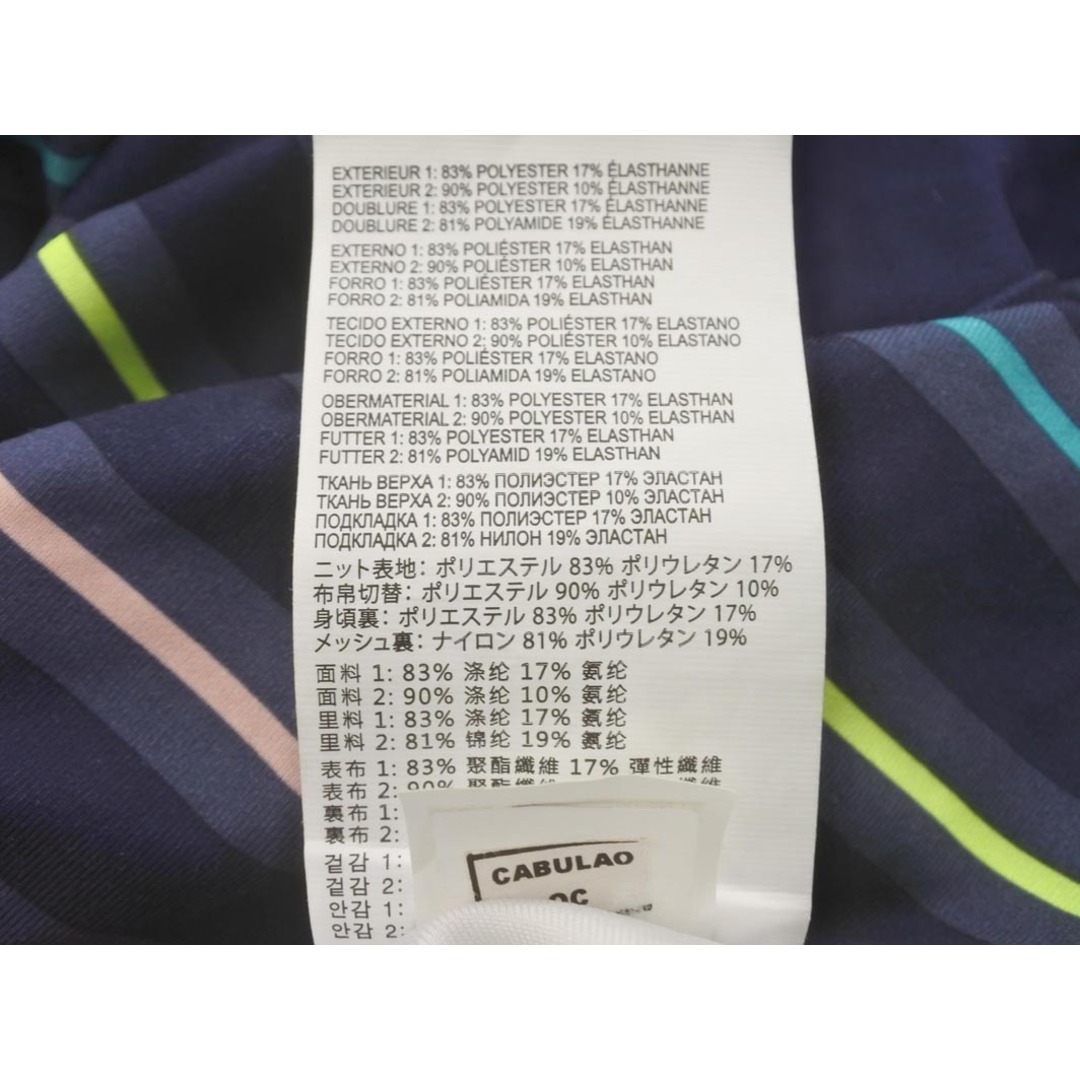 EXTERIEUR 1: 83% POLYESTER 17% ÉLASTHANNE
EXTERIEUR 2: 90% POLYESTER 10% ÉLASTHANNE
DOUBLURE 1: 83% POLYESTER 17% ÉLASTHANNE
DOUBLURE 2: 81% POLYAMIDE 19% ÉLASTHANNE
EXTERNO 1: 83% POLIÉSTER 17% ELASTHAN
EXTERNO 2: 90% POLIÉSTER 10% ELASTHAN
FORRO 1: 83% POLIÉSTER 17% ELASTHAN
FORRO 2: 81% POLIAMIDA 19% ELASTHAN
TECIDO EXTERNO 1: 83% POLIÉSTER 17% ELASTANO
TECIDO EXTERNO 2: 90% POLIÉSTER 10% ELASTANO
FORRO 1: 83% POLIÉSTER 17% ELASTANO
FORRO 2: 81% POLIAMIDA 19% ELASTANO
OBERMATERIAL 1: 83% POLYESTER 17% ELASTHAN
OBERMATERIAL 2: 90% POLYESTER 10% ELASTHAN
FUTTER 1: 83% POLYESTER 17% ELASTHAN
FUTTER 2: 81% POLYAMID 19% ELASTHAN
ТКАНЬ ВЕРХА 1: 83% ПОЛИЭСТЕР 17% ЭЛАСТАН
ТКАНЬ ВЕРХА 2: 90% ПОЛИЭСТЕР 10% ЭЛАСТАН
ПОДКЛАДКА 1: 83% ПОЛИЭСТЕР 17% ЭЛАСТАН
ПОДКЛАДКА 2: 81% НИЛОН 19% ЭЛАСТАН
ニット表地: ポリエステル 83% ポリウレタン 17%
布帛切替: ポリエステル 90% ポリウレタン 10%
身頃裏: ポリエステル 83% ポリウレタン 17%
メッシュ裏: ナイロン 81% ポリウレタン 19%
面料 1: 83% 涤纶 17% 氨纶
面料 2: 90% 涤纶 10% 氨纶
里料 1: 83% 涤纶 17% 氨纶
里料 2: 81% 锦纶 19% 氨纶
表布 1: 83% 聚酯纖維 17% 彈性纖維
表布 2: 90% 聚酯纖維
裏布 1:
裏布 2:
겉감 1:
겉감 2:
안감 1:
안감 2:
CABULAO